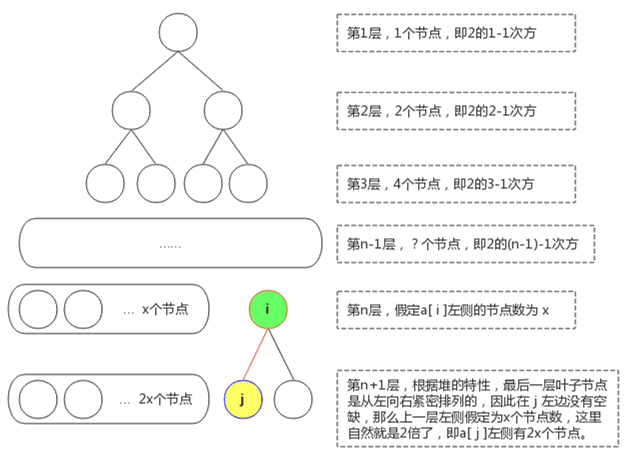 第1层，1个节点，即2的1-1次方
第2层，2个节点，即2的2-1次方
第3层，4个节点，即2的3-1次方
……
第n-1层，？个节点，即2的(n-1)-1次方
… x个节点
i
第n层，假定a[ i ]左侧的节点数为 x
… 2x个节点
j
第n+1层，根据堆的特性，最后一层叶子节点
是从左向右紧密排列的，因此在 j 左边没有空
缺，那么上一层左侧假定为x个节点数，这里
自然就是2倍了，即a[ j ]左侧有2x个节点。